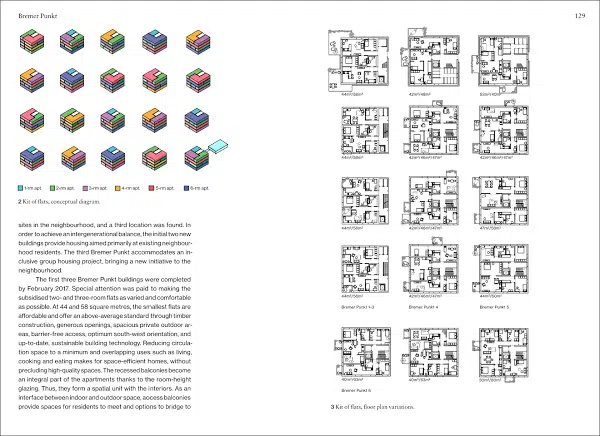 Bremer Punkt
129
1-rm apt.
2-rm apt.
3-rm apt.
4-rm apt.
5-rm apt.
6-rm apt.
2 Kit of flats, conceptual diagram.
sites in the neighbourhood, and a third location was found. In
order to achieve an intergenerational balance, the initial two new
buildings provide housing aimed primarily at existing neighbour-
hood residents. The third Bremer Punkt accommodates an in-
clusive group housing project, bringing a new initiative to the
neighbourhood.
The first three Bremer Punkt buildings were completed
by February 2017. Special attention was paid to making the
subsidised two- and three-room flats as varied and comfortable
as possible. At 44 and 58 square metres, the smallest flats are
affordable and offer an above-average standard through timber
construction, generous openings, spacious private outdoor ar-
eas, barrier-free access, optimum south-west orientation, and
up-to-date, sustainable building technology. Reducing circula-
tion space to a minimum and overlapping uses such as living,
cooking and eating makes for space-efficient homes, without
precluding high-quality spaces. The recessed balconies become
an integral part of the apartments thanks to the room-height
glazing. Thus, they form a spatial unit with the interiors. As an
interface between indoor and outdoor space, access balconies
provide spaces for residents to meet and options to bridge to
Bremer Punkt 1-3
Bremer Punkt 4
Bremer Punkt 5
Bremer Punkt 6
3 Kit of flats, floor plan variations.